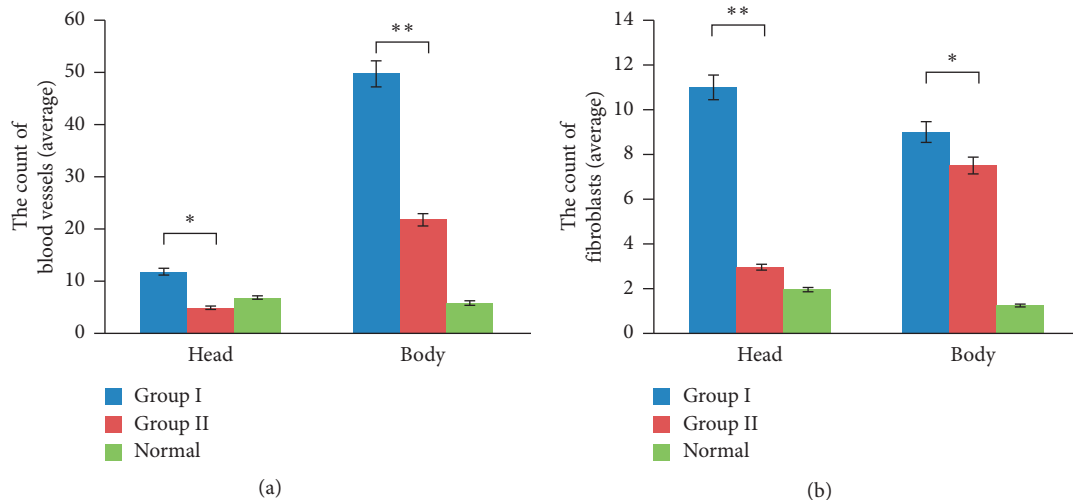 The count of
blood vessels (average)
60
50
40
30
20
10
0
*
**
Head
Body
Group I
Group II
Normal
(a)
The count of
fibroblasts (average)
14
12
10
8
6
4
2
0
**
*
Head
Body
Group I
Group II
Normal
(b)